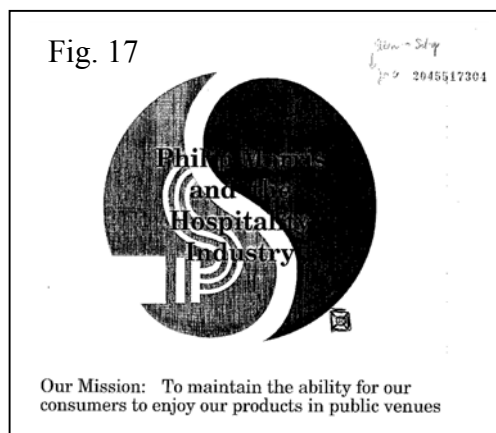 Fig. 17
2045517304
Philip Morris
and The
Hospitality
Industry
Our Mission: To maintain the ability for our
consumers to enjoy our products in public venues